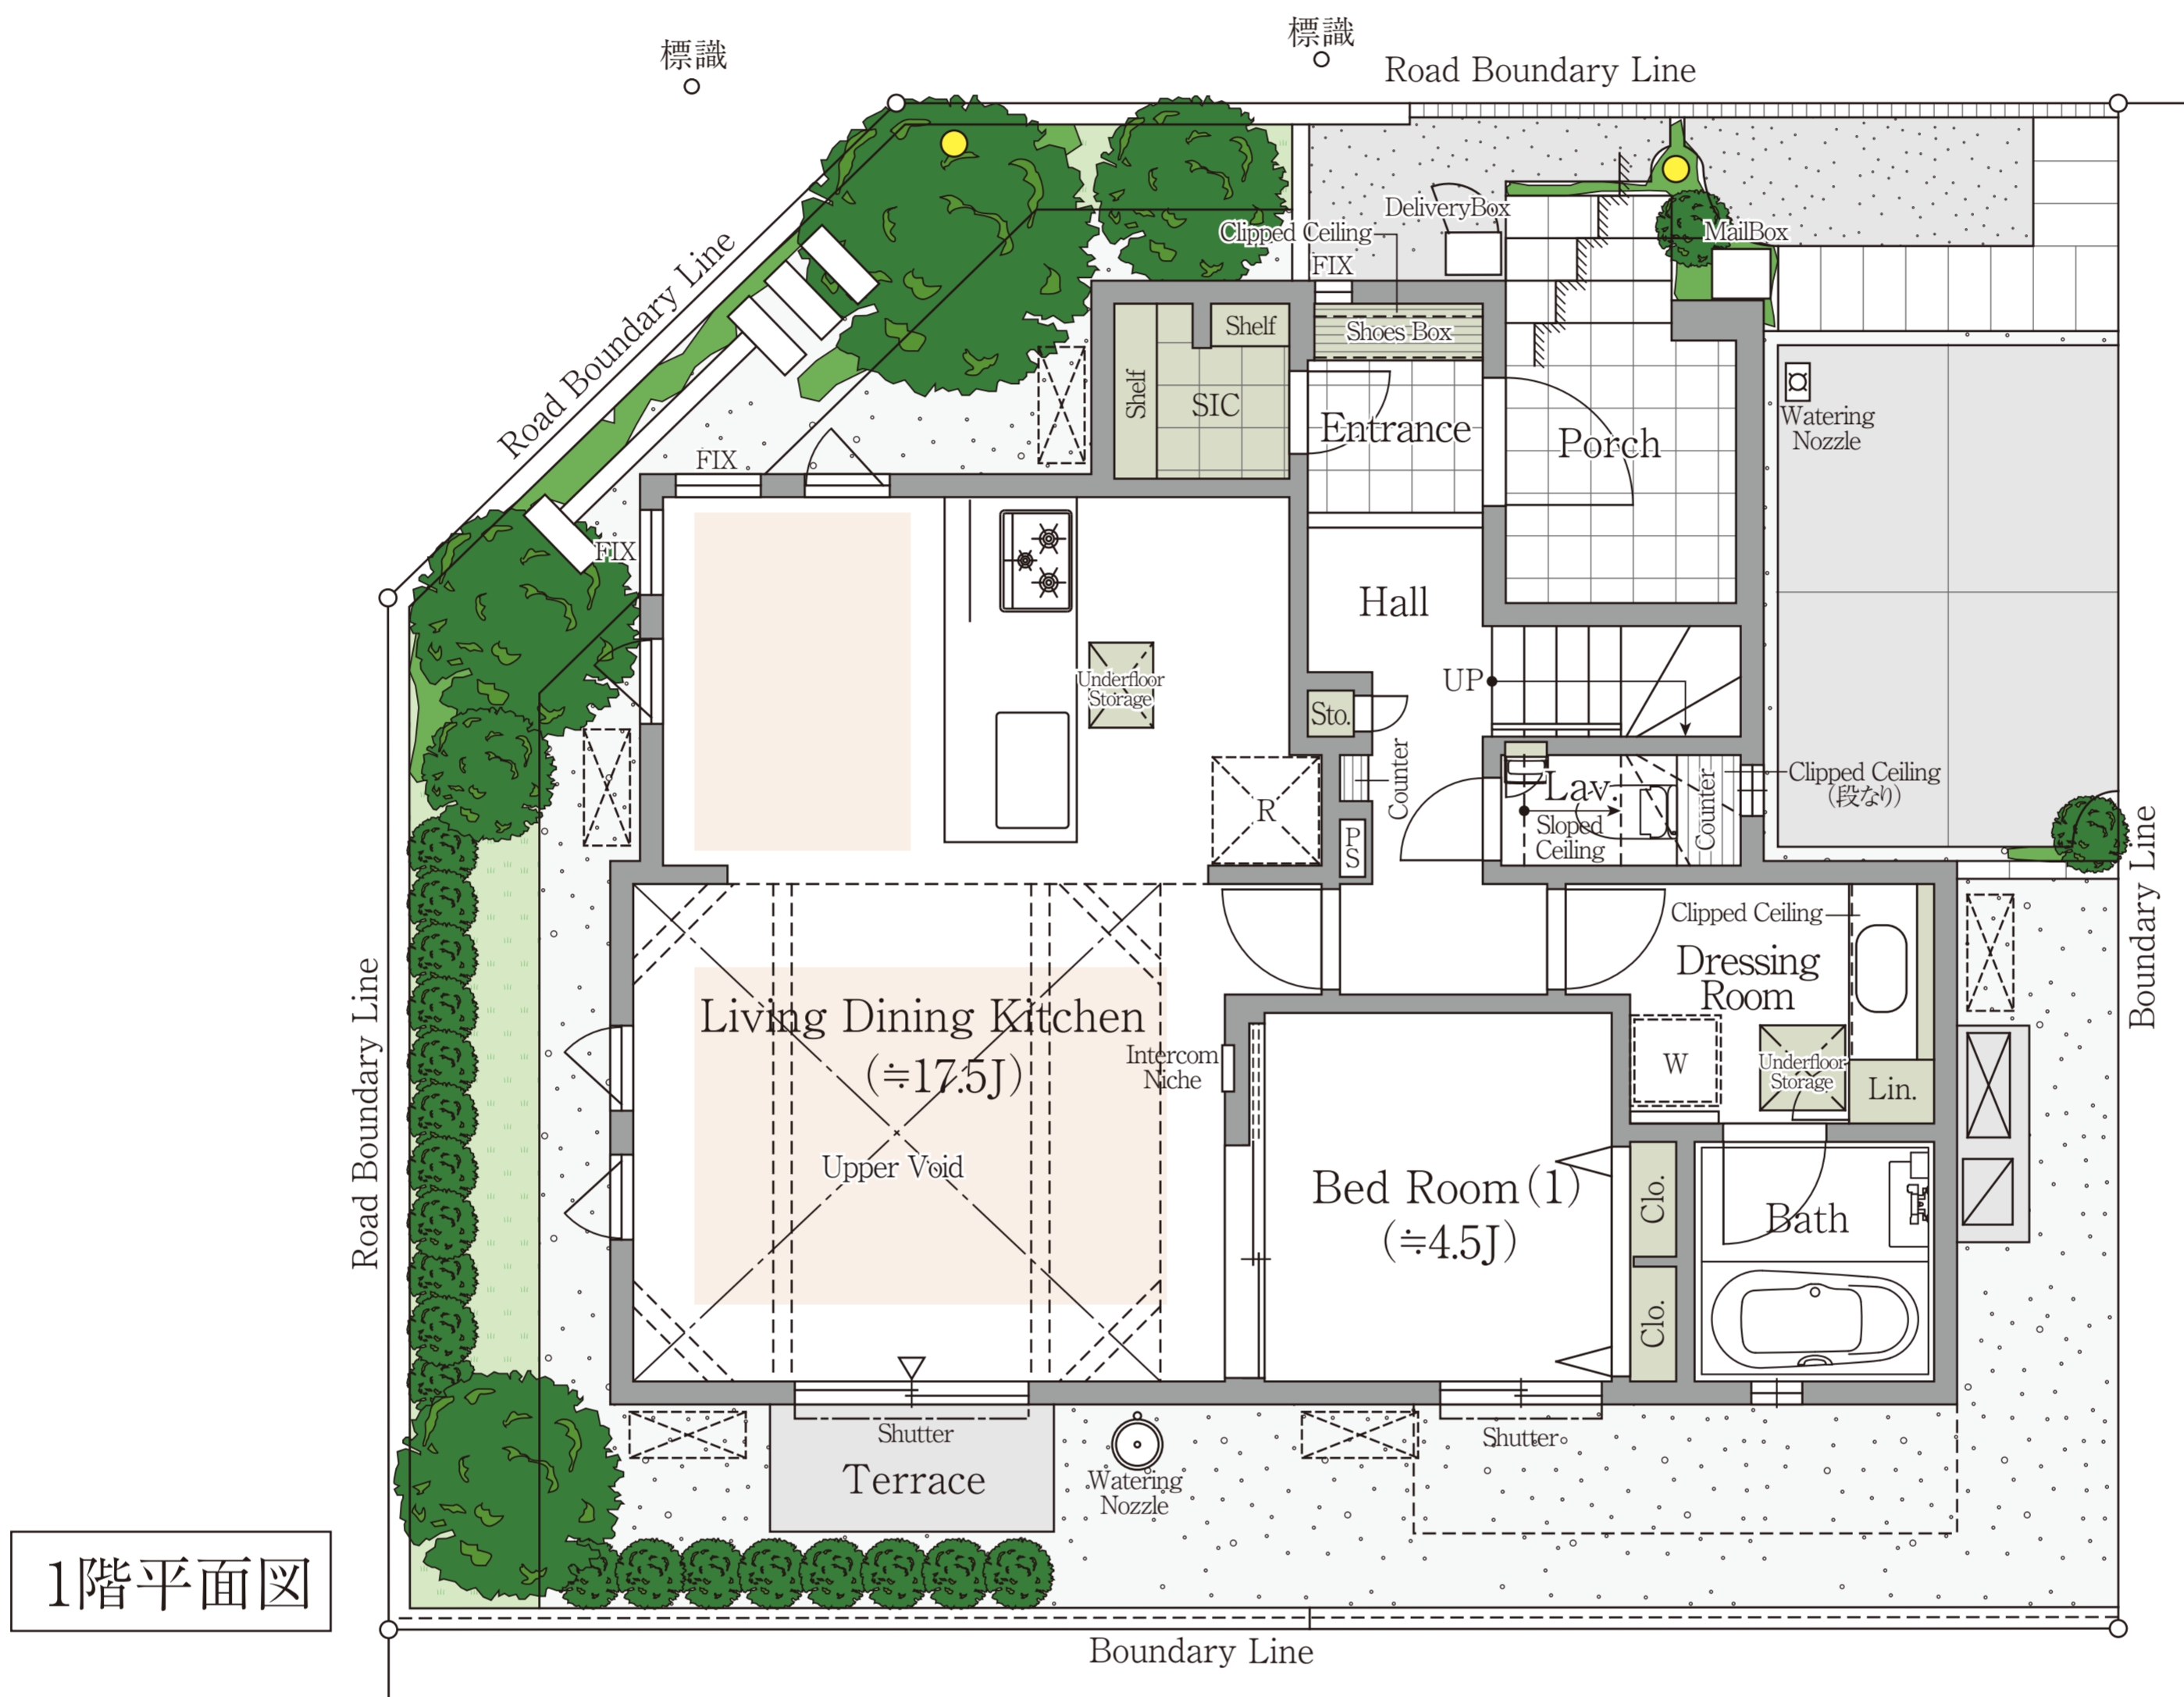 標識
標識
Road Boundary Line
Road Boundary Line
DeliveryBox
Clipped Ceiling
FIX
MailBox
Shelf
Shoes Box
Shelf
SIC
Entrance
Porch
Watering
Nozzle
FIX
FIX
Hall
Underfloor
Storage
UP
Sto.
Counter
Lav.
Sloped
Ceiling
Counter
Clipped Ceiling
(段なり)
R
P
S
Boundary Line
Road Boundary Line
Clipped Ceiling
Dressing
Room
Living Dining Kitchen
(≒17.5J)
Intercom
Niche
W
Underfloor
Storage
Lin.
Upper Void
Bed Room(1)
(≒4.5J)
Clo.
Bath
Clo.
Shutter
Shutter
Terrace
Watering
Nozzle
1階平面図
Boundary Line